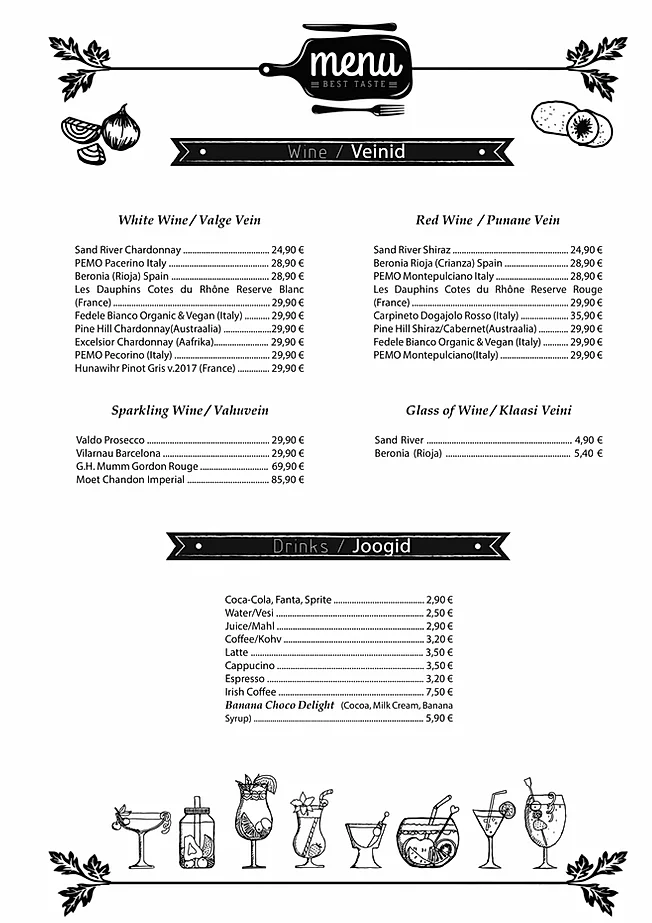 menu
BEST TASTE
Wine / Veinid
White Wine / Valge Vein
Sand River Chardonnay ..................................... 24,90 €
PEMO Pacerino Italy ........................................... 28,90 €
Beronia (Rioja) Spain .......................................... 28,90 €
Les Dauphins Cotes du Rhône Reserve Blanc
(France) .................................................................. 29,90 €
Fedele Bianco Organic & Vegan (Italy) .......... 29,90 €
Pine Hill Chardonnay(Austraalia) ....................29,90 €
Excelsior Chardonnay (Aafrika)....................... 29,90 €
PEMO Pecorino (Italy) ........................................ 29,90 €
Hunawihr Pinot Gris v.2017 (France) ............. 29,90 €
Red Wine / Punane Vein
Sand River Shiraz ................................................. 24,90 €
Beronia Rioja (Crianza) Spain ........................... 28,90 €
PEMO Montepulciano Italy .............................. 28,90 €
Les Dauphins Cotes du Rhône Reserve Rouge
(France) .................................................................. 29,90 €
Carpineto Dogajolo Rosso (Italy) .................... 35,90 €
Pine Hill Shiraz/Cabernet(Austraalia) ............. 29,90 €
Fedele Bianco Organic & Vegan (Italy) .......... 29,90 €
PEMO Montepulciano(Italy) ............................. 29,90 €
Sparkling Wine / Vahuvein
Valdo Prosecco .................................................... 29,90 €
Vilarnau Barcelona .............................................. 29,90 €
G.H. Mumm Gordon Rouge ............................. 69,90 €
Moet Chandon Imperial ................................... 85,90 €
Glass of Wine / Klaasi Veini
Sand River .............................................................. 4,90 €
Beronia (Rioja) ...................................................... 5,40 €
Drinks / Joogid
Coca-Cola, Fanta, Sprite ...................................... 2,90 €
Water/Vesi ............................................................... 2,50 €
Juice/Mahl .............................................................. 2,90 €
Coffee/Kohv ........................................................... 3,20 €
Latte ......................................................................... 3,50 €
Cappucino .............................................................. 3,50 €
Espresso .................................................................. 3,20 €
Irish Coffee ............................................................. 7,50 €
Banana Choco Delight (Cocoa, Milk Cream, Banana
Syrup) ....................................................................... 5,90 €